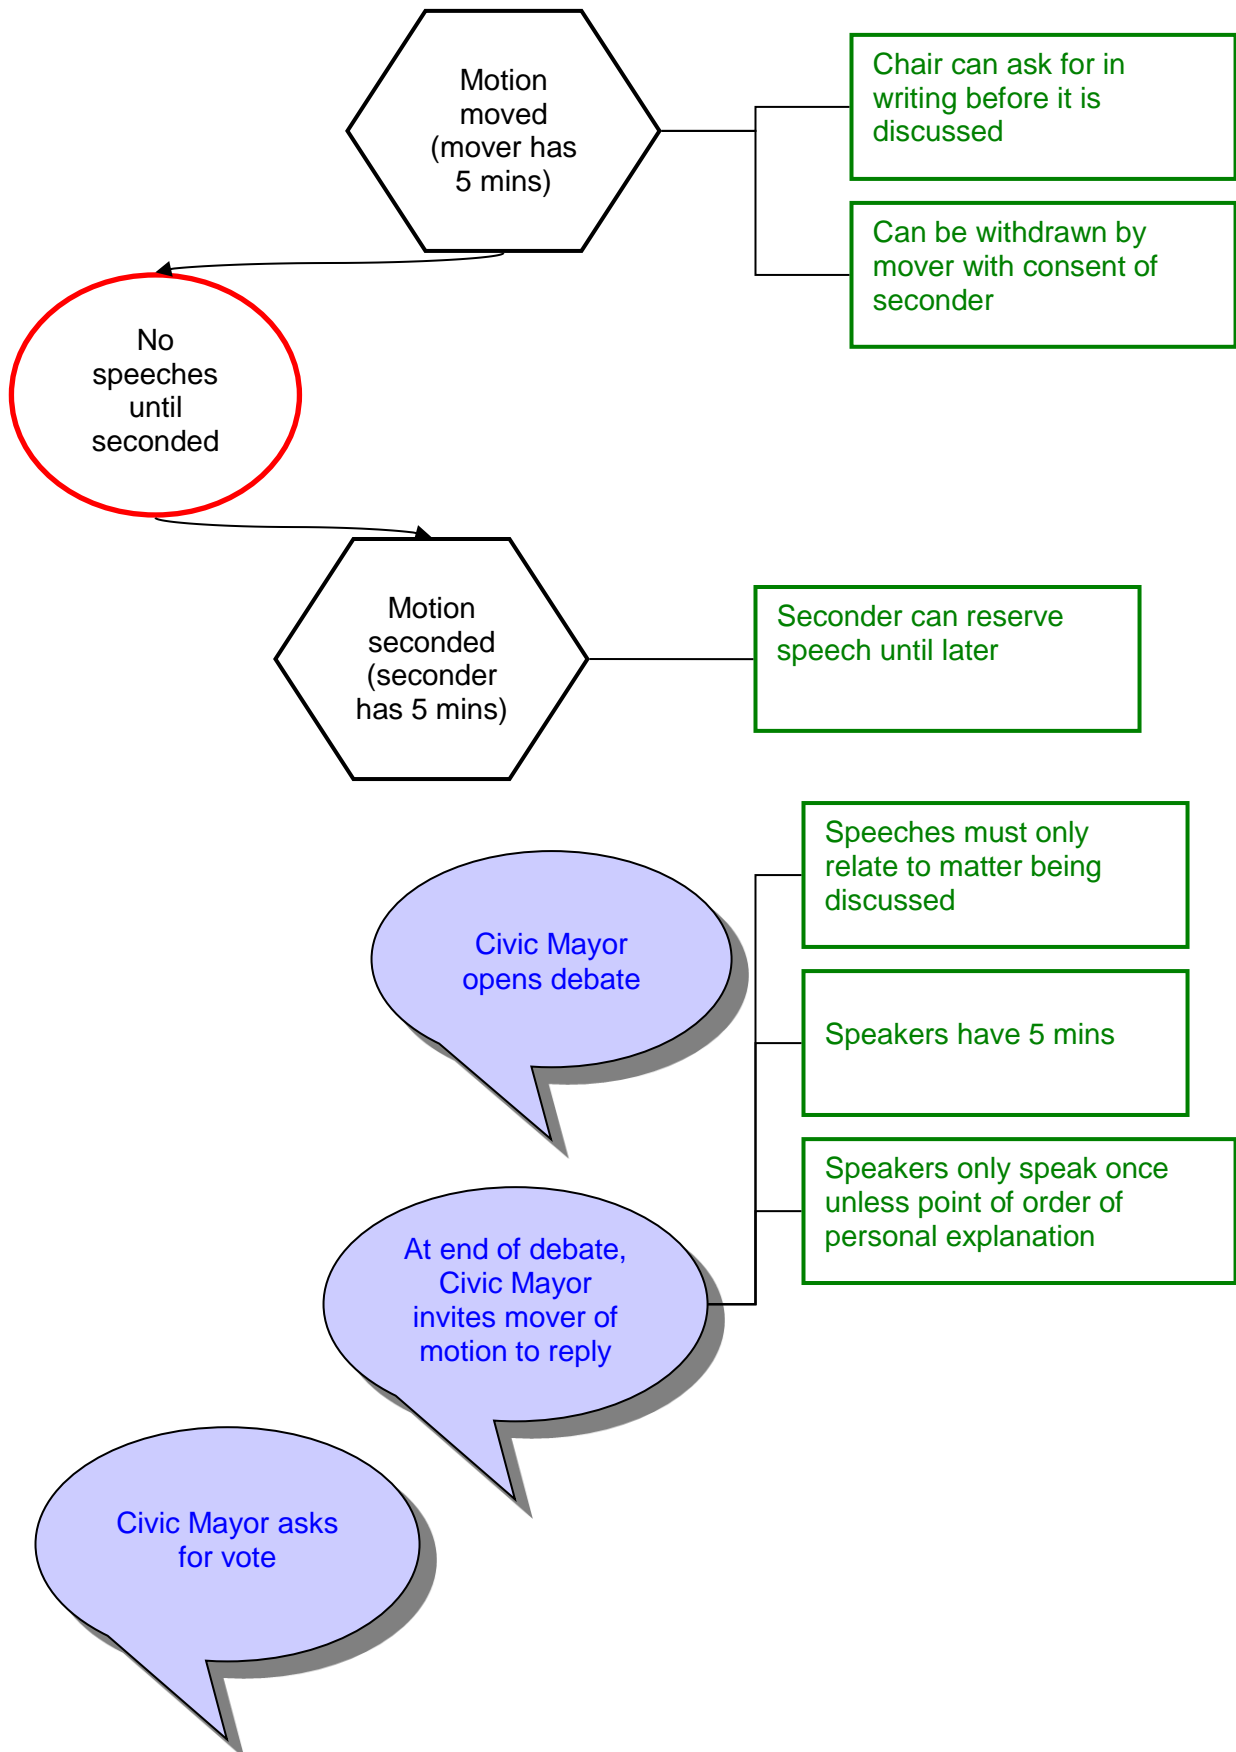 Motion
moved
(mover has
5 mins)
Chair can ask for in
writing before it is
discussed
Can be withdrawn by
mover with consent of
seconder
No
speeches
until
seconded
Motion
seconded
(seconder
has 5 mins)
Seconder can reserve
speech until later
Speeches must only
relate to matter being
discussed
Civic Mayor
opens debate
Speakers have 5 mins
Speakers only speak once
unless point of order of
personal explanation
At end of debate,
Civic Mayor
invites mover of
motion to reply
Civic Mayor asks
for vote